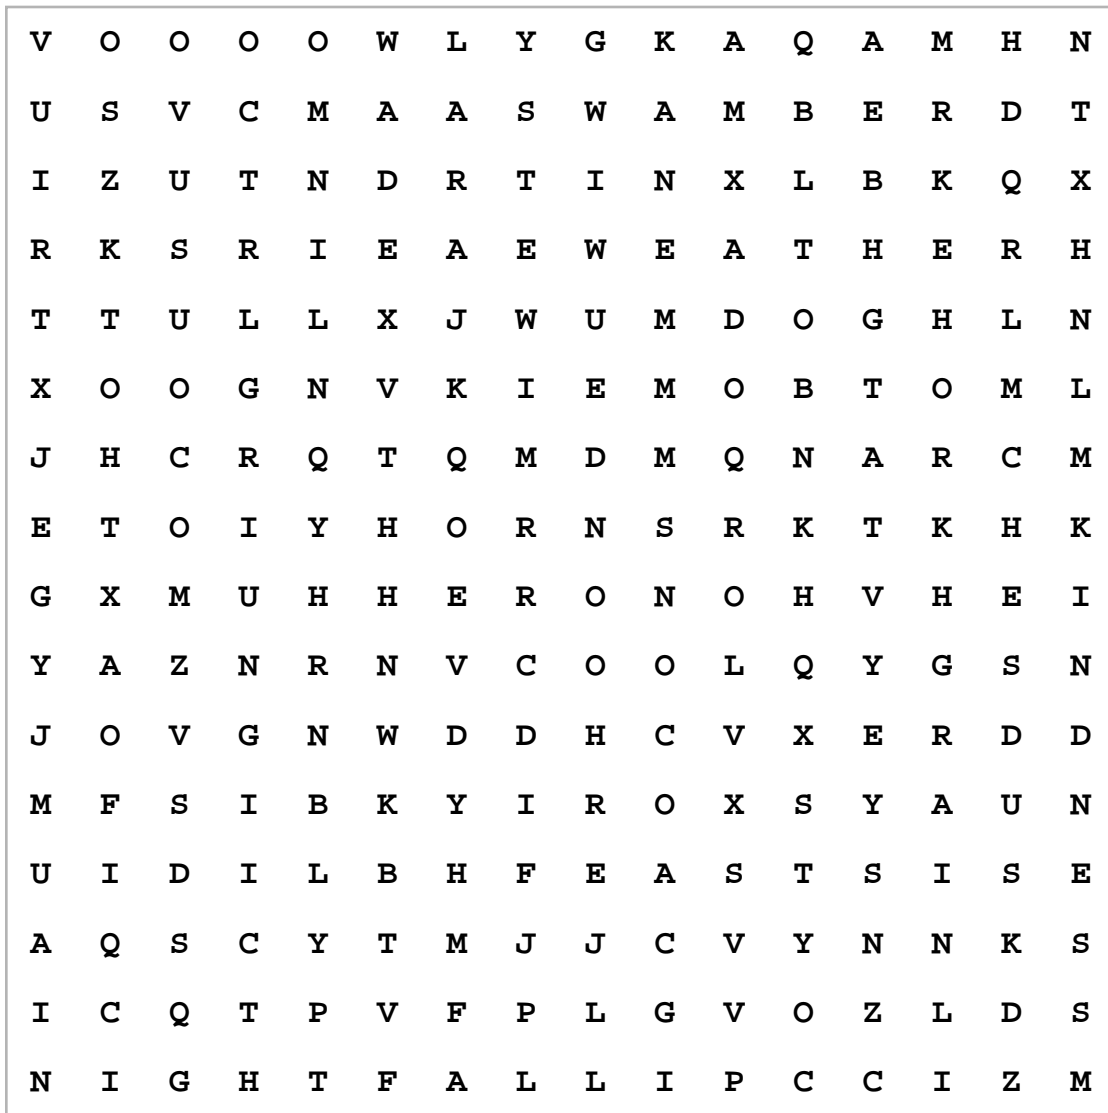 V O O O O W L Y G K A Q A M H N
U S V C M A A S W A M B E R D T
I Z U T N D R T I N X L B K Q X
R K S R I E A E W E A T H E R H
T T U L L X J W U M D O G H L N
X O O G N V K I E M O B T O M L
J H C R Q T Q M D M Q N A R C M
E T O I Y H O R N S R K T K H K
G X M U H H E R O N O H V H E I
Y A Z N R N V C O O L Q Y G S N
J O V G N W D D H C V X E R D D
M F S I B K Y I R O X S Y A U N
U I D I L B H F E A S T S I S E
A Q S C Y T M J J C V Y N N K S
I C Q T P V F P L G V O Z L D S
N I G H T F A L L I P C C I Z M